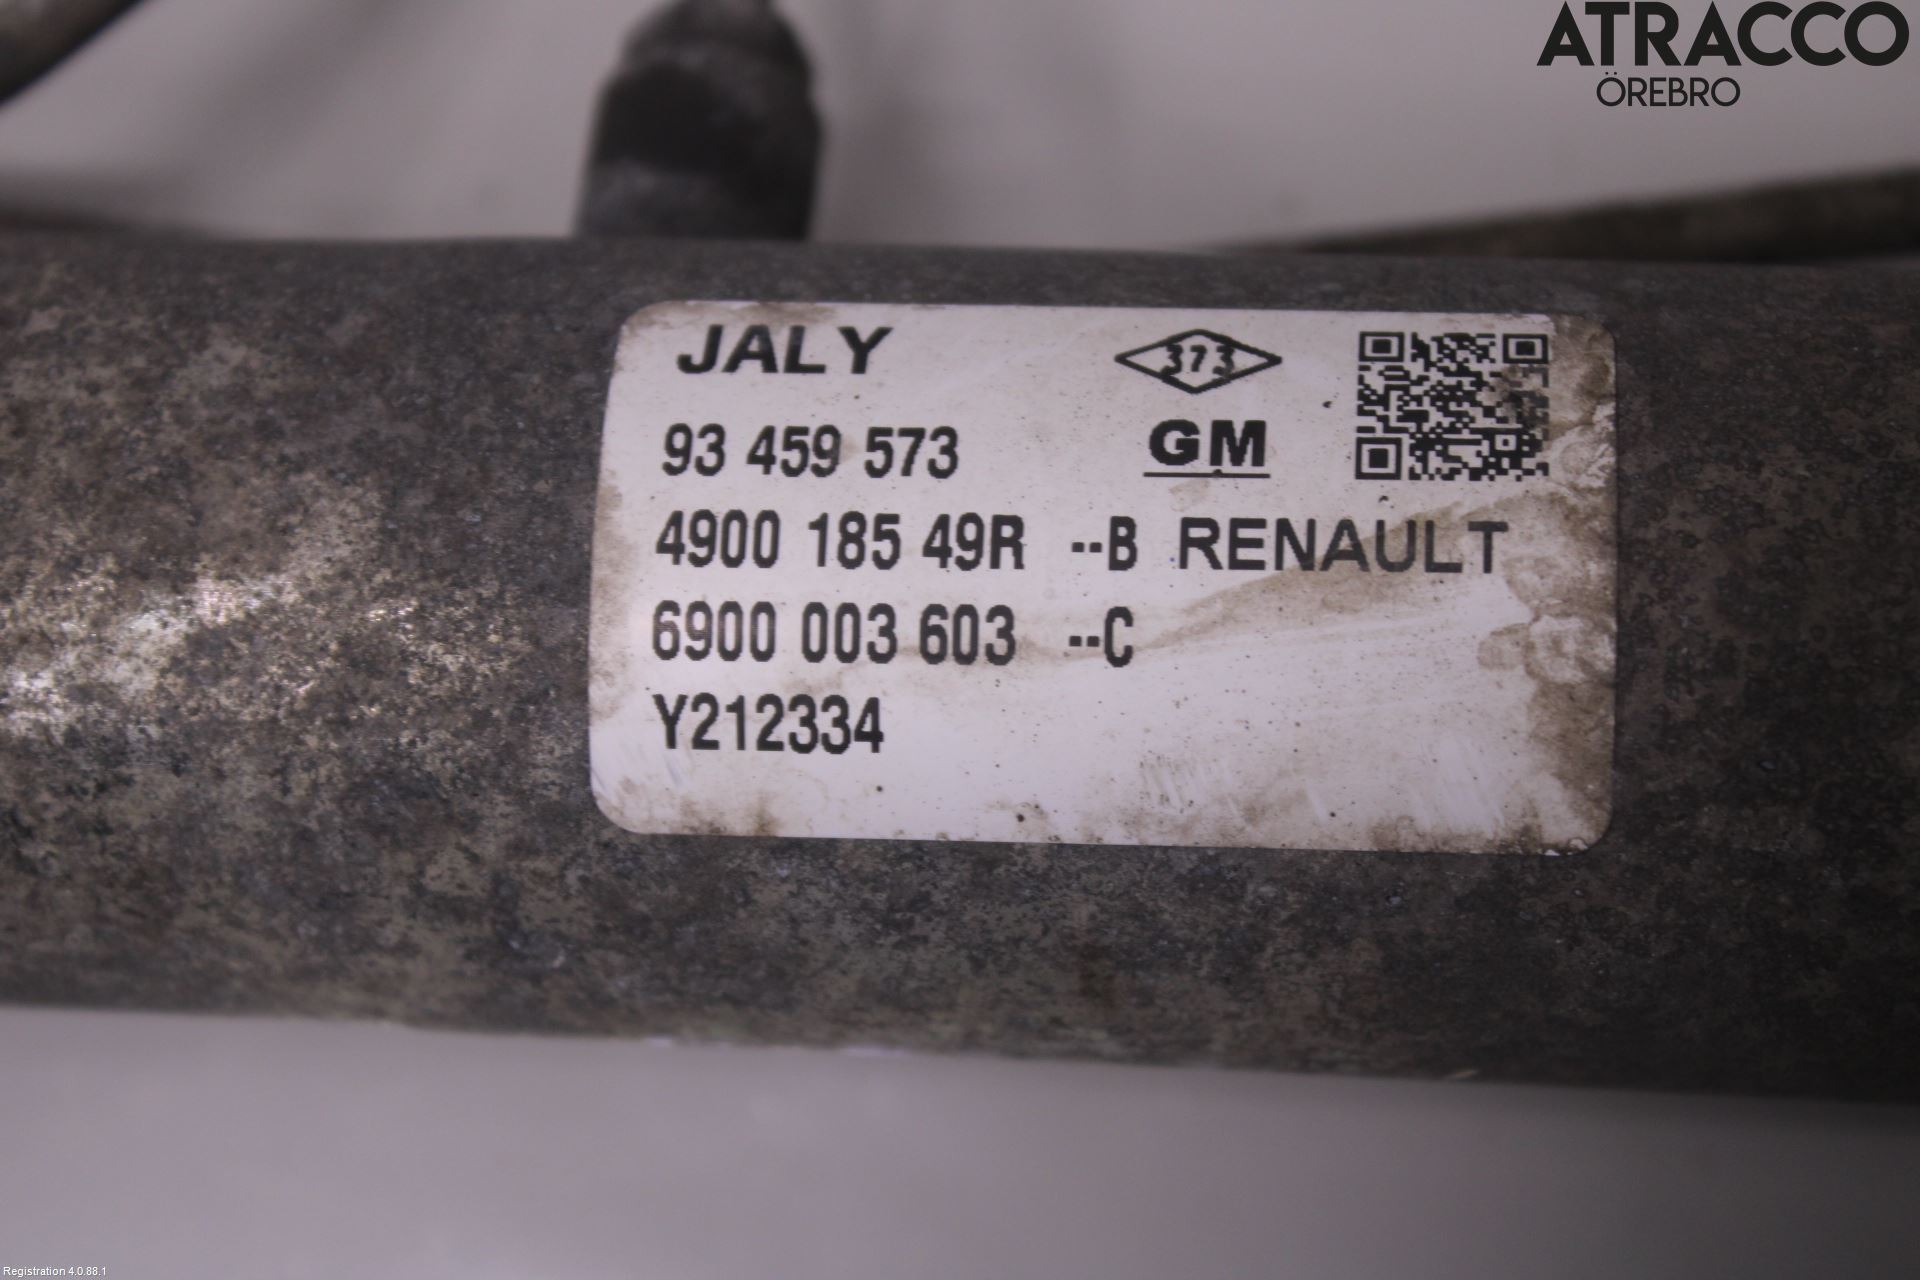 ATRACCO
ÖREBRO
JALY 373
93 459 573 GM
4900 185 49R --B RENAULT
6900 003 603 --C
Y212334
Registration 4.0.88.1